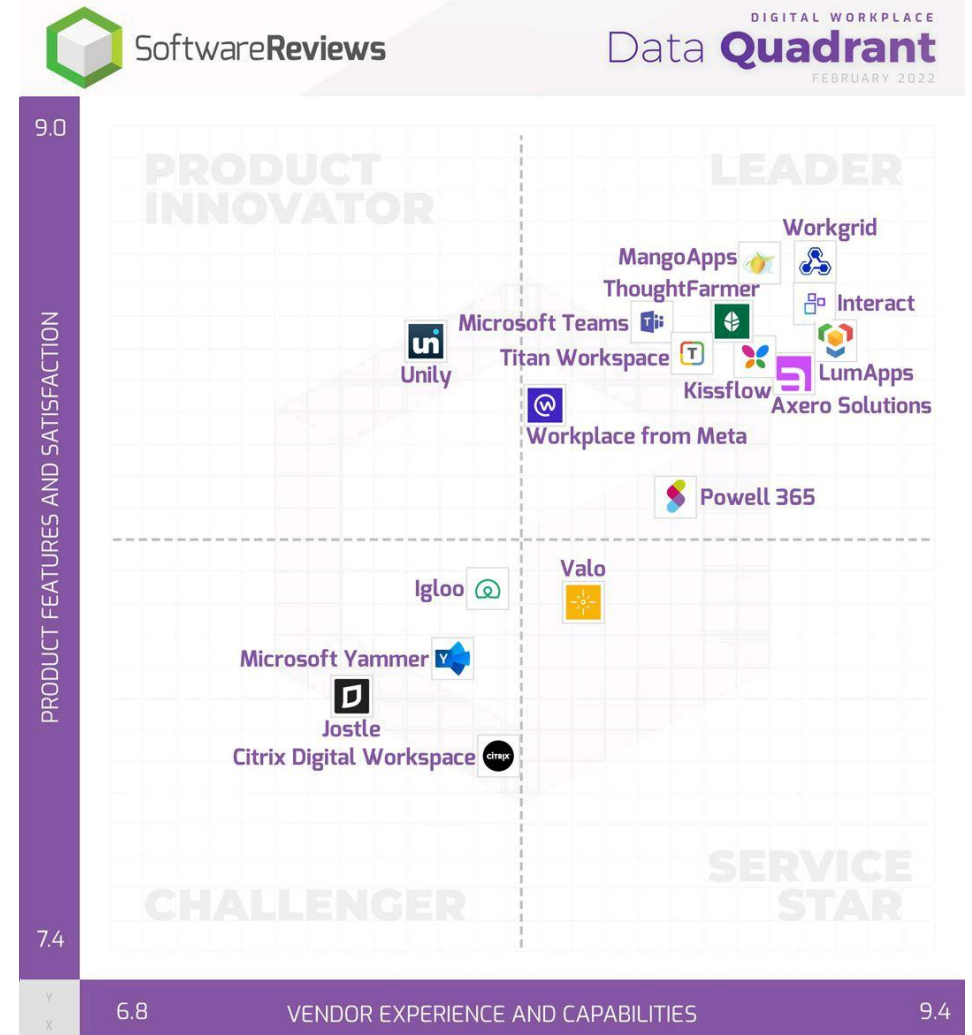 SoftwareReviews
DIGITAL WORKPLACE
Data Quadrant
FEBRUARY 2022
9.0
PRODUCT FEATURES AND SATISFACTION
7.4
PRODUCT
INNOVATOR
LEADER
Workgrid
MangoApps
ThoughtFarmer
Interact
Microsoft Teams
Titan Workspace
Unily
uni
T
Kissflow
LumApps
Axero Solutions
Workplace from Meta
Powell 365
Valo
Igloo
Microsoft Yammer
Y
Jostle
Citrix Digital Workspace
citrix
CHALLENGER
SERVICE
STAR
Y
X
6.8
VENDOR EXPERIENCE AND CAPABILITIES
9.4